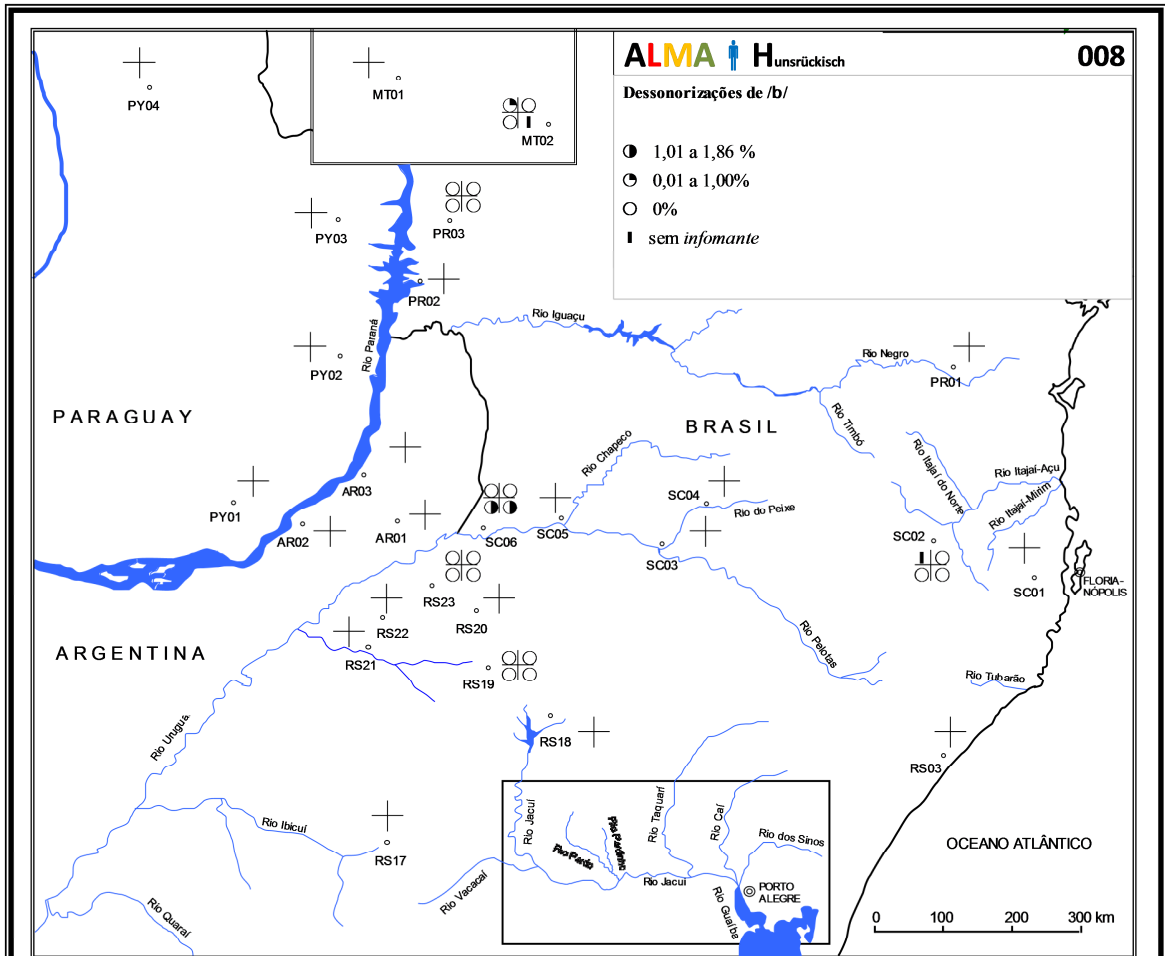 ALMA Hunsrückisch 008
Dessonorizações de /b/
1,01 a 1,86 %
0,01 a 1,00%
0%
sem infomante
PY04
MT01
MT02
PY03
PR03
PR02
Rio Iguaçu
Rio Paraná
PY02
Rio Negro
PR01
PARAGUAY
BRASIL
Rio Timbó
Rio Chapeco
Rio Itajaí do Norte
Rio Itajaí-Açu
Rio Itajaí-Mirim
AR03
SC04
Rio do Peixe
PY01
AR02
AR01
SC06
SC05
SC03
SC02
SC01
FLORIA-
NÓPOLIS
RS23
RS20
RS22
RS21
RS19
ARGENTINA
Rio Pelotas
Rio Tubarão
Rio Urugua
RS18
RS03
Rio Ibicuí
RS17
Rio Jacuí
Rio Pardo
Rio Pardinho
Rio Taquarí
Rio Caí
Rio dos Sinos
OCEANO ATLÂNTICO
Rio Vacacaí
Rio Jacuí
PORTO
ALEGRE
Rio Guaíba
Rio Quaraí
0 100 200 300 km